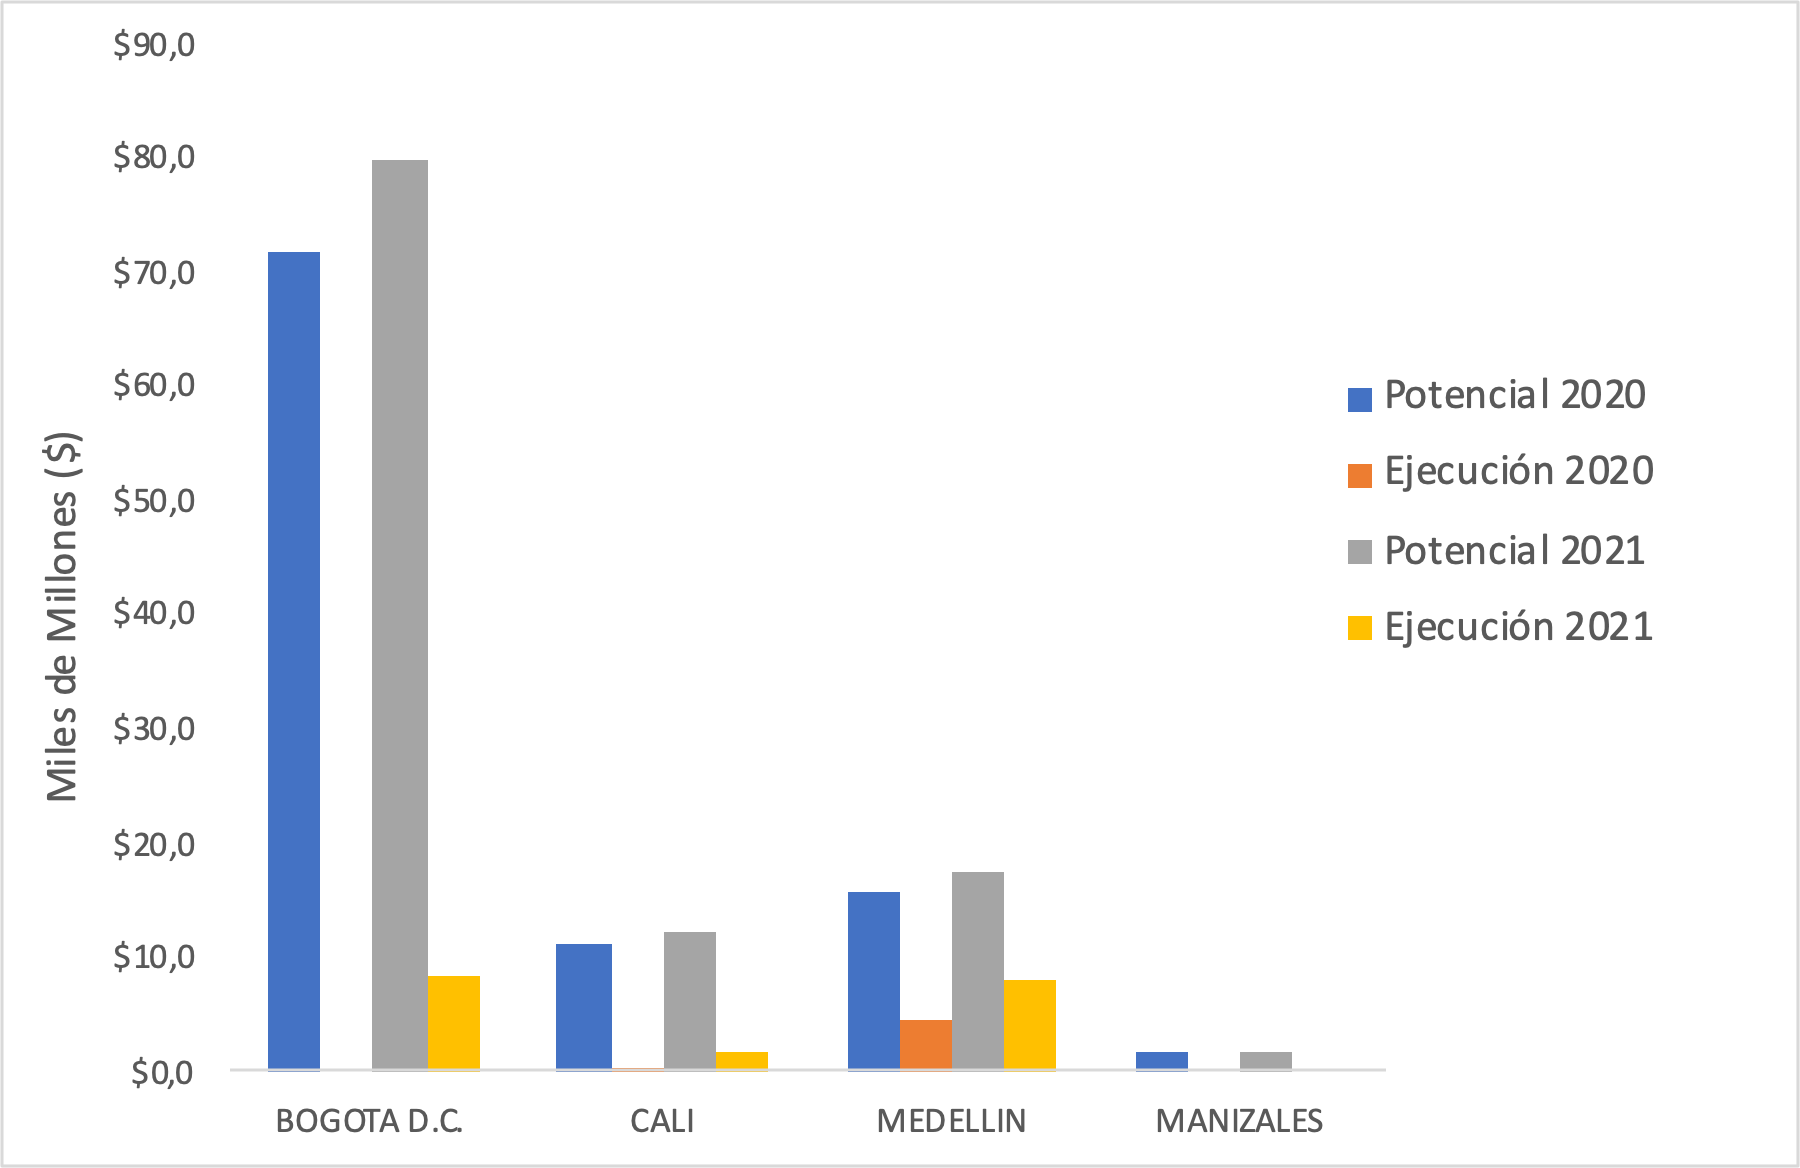 $90,0
$80,0
$70,0
$60,0
$50,0
$40,0
$30,0
$20,0
$10,0
$0,0
Miles de Millones ($)
BOGOTA D.C.
CALI
MEDELLIN
MANIZALES
Potencial 2020
Ejecución 2020
Potencial 2021
Ejecución 2021